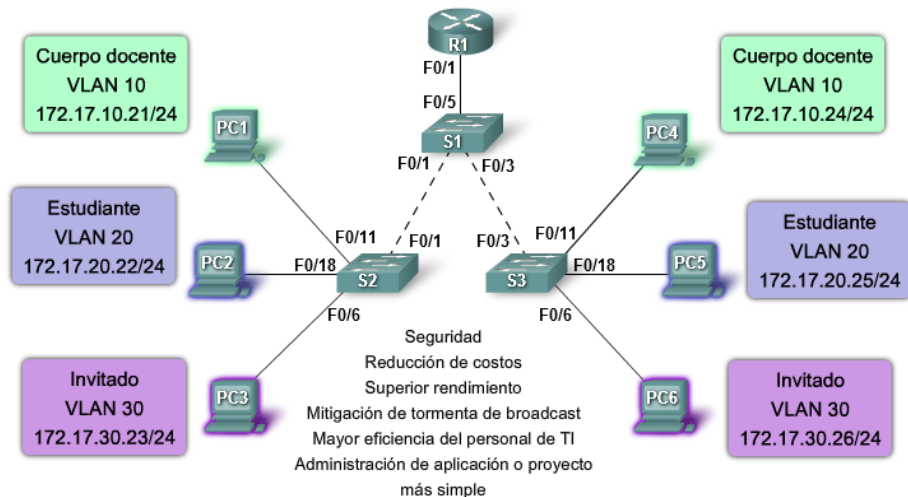 R1
F0/1
F0/5
S1
F0/1
F0/3
Cuerpo docente
VLAN 10
172.17.10.21/24
PC1
Cuerpo docente
VLAN 10
172.17.10.24/24
PC4
Estudiante
VLAN 20
172.17.20.22/24
PC2
F0/11
F0/18
F0/1
S2
F0/6
F0/3
F0/11
F0/18
S3
F0/6
PC5
Estudiante
VLAN 20
172.17.20.25/24
Invitado
VLAN 30
172.17.30.23/24
PC3
Seguridad
Reducción de costos
Superior rendimiento
Mitigación de tormenta de broadcast
Mayor eficiencia del personal de TI
Administración de aplicación o proyecto
más simple
PC6
Invitado
VLAN 30
172.17.30.26/24